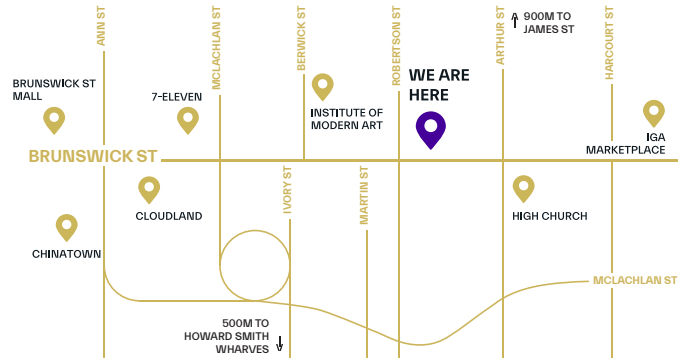 ANN ST
MCLACHLAN ST
BERWICK ST
ROBERTSON ST
ARTHUR ST
900M TO
JAMES ST
HARCOURT ST
BRUNSWICK ST
MALL
7-ELEVEN
INSTITUTE OF
MODERN ART
WE ARE
HERE
IGA
MARKETPLACE
BRUNSWICK ST
CLOUDLAND
IVORY ST
MARTIN ST
HIGH CHURCH
CHINATOWN
MCLACHLAN ST
500M TO
HOWARD SMITH
WHARVES